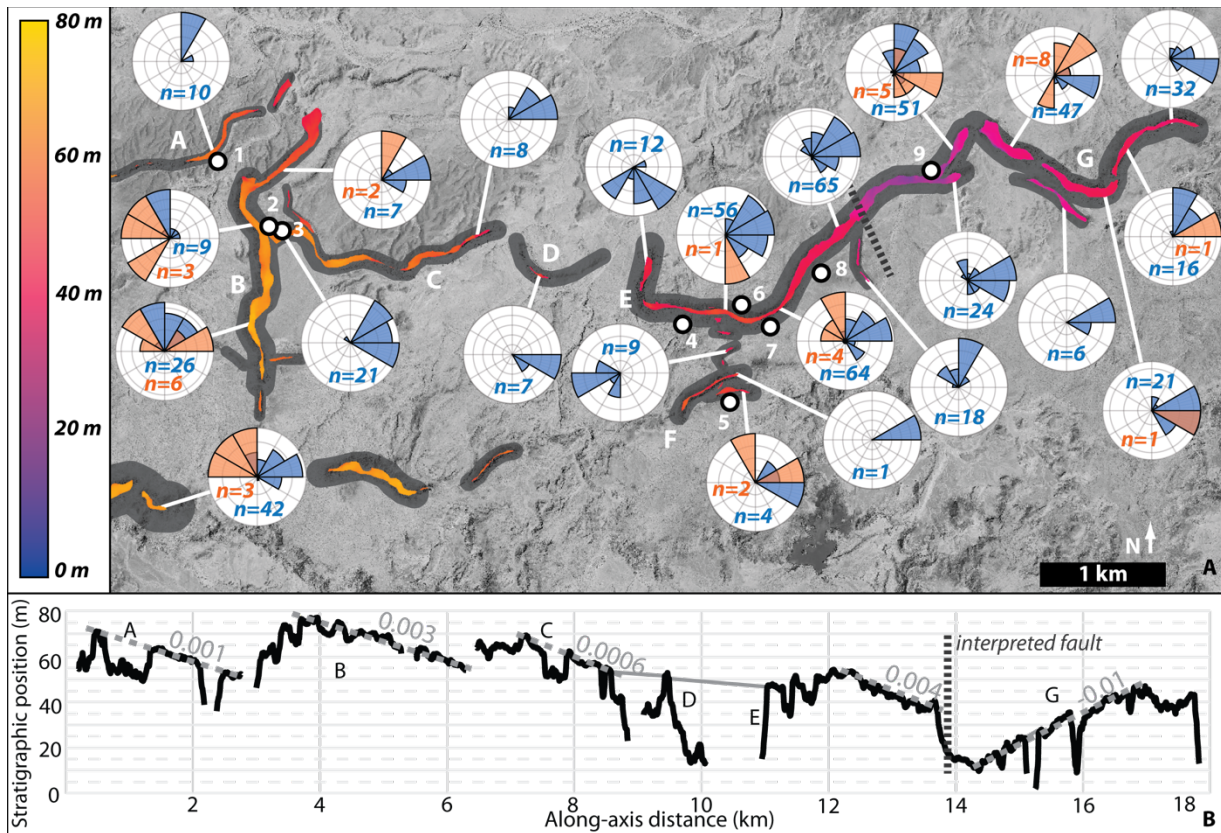 80 m
60 m
40 m
20 m
0 m
n=10
A
1
n=2
n=7
n=8
n=12
n=5
n=51
n=65
n=8
n=47
n=32
9
G
2
3
n=9
n=3
B
C
D
n=56
n=1
n=1
n=16
E
4
6
7
8
n=24
n=26
n=6
n=21
n=7
n=9
n=4
n=64
n=6
n=18
n=21
n=1
F
5
n=1
n=3
n=42
n=2
n=4
N
1 km
A
Stratigraphic position (m)
80
60
40
20
0
A
0.001
B
0.003
C
0.0006
D
E
0.004
interpreted fault
G
-0.01
2
4
6
8
10
12
14
16
18
Along-axis distance (km)
B